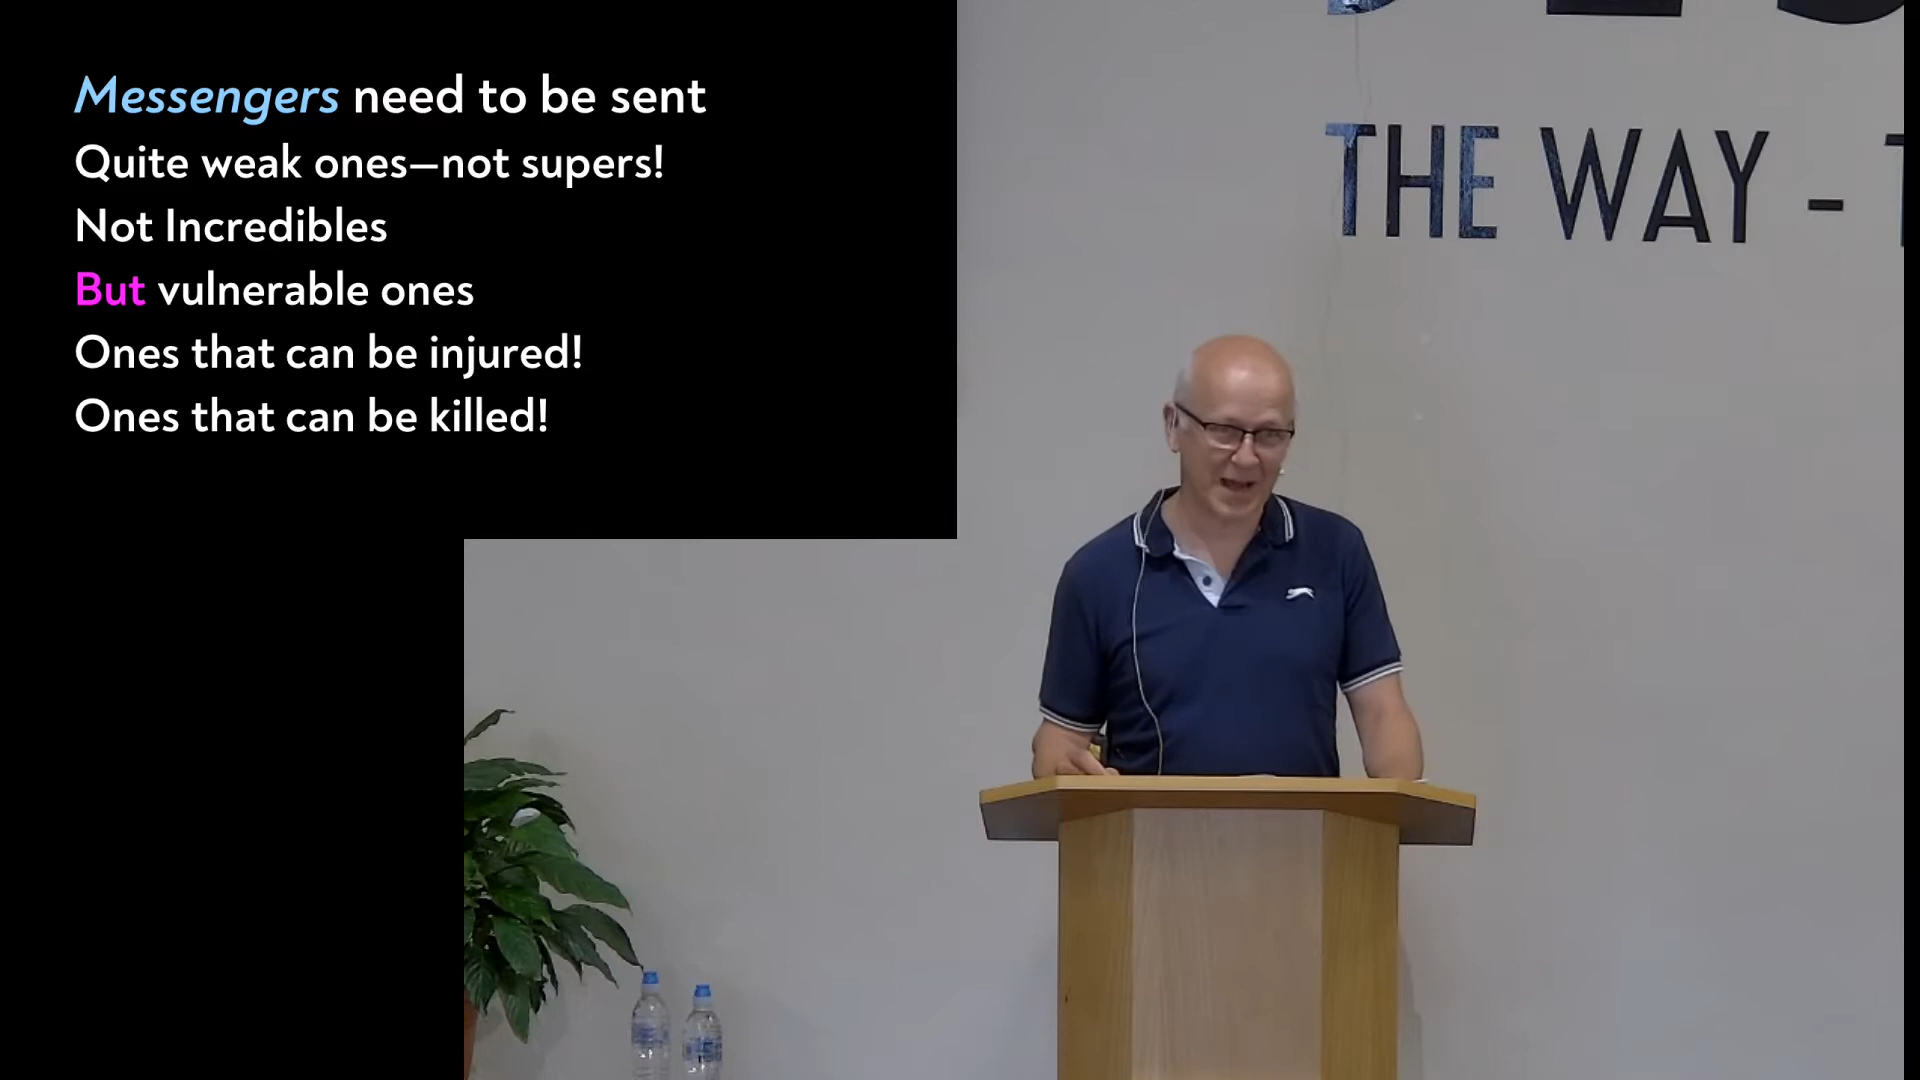 Messengers need to be sent
Quite weak ones—not supers!
Not Incredibles
But vulnerable ones
Ones that can be injured!
Ones that can be killed!
THE WAY -